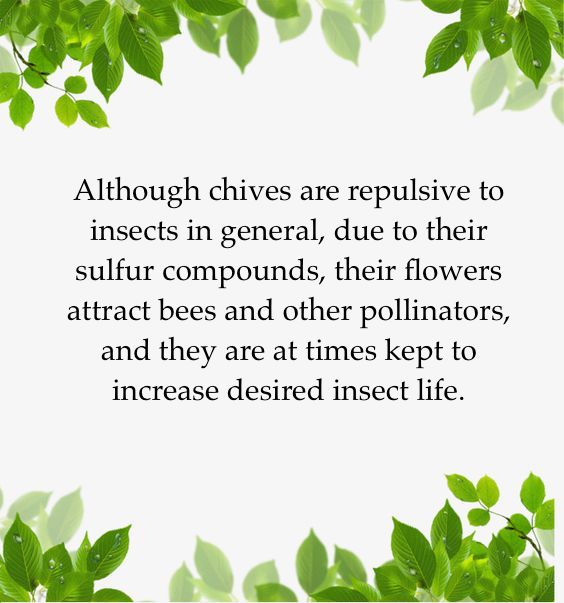 Although chives are repulsive to
insects in general, due to their
sulfur compounds, their flowers
attract bees and other pollinators,
and they are at times kept to
increase desired insect life.